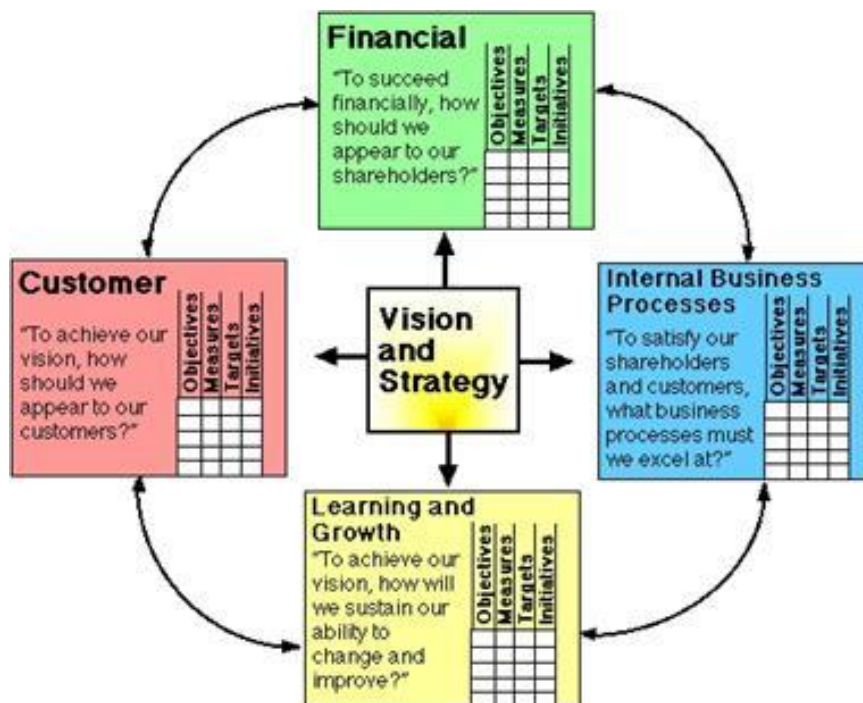 Financial
"To succeed
financially, how
should we
appear to our
shareholders?"
Objectives
Measures
Targets
Initiatives
Customer
"To achieve our
vision, how
should we
appear to our
customers?"
Objectives
Measures
Targets
Initiatives
Vision
and
Strategy
Internal Business
Processes
"To satisfy our
shareholders
and customers,
what business
processes must
we excel at?"
Objectives
Measures
Targets
Initiatives
Learning and
Growth
"To achieve our
vision, how will
we sustain our
ability to
change and
improve?"
Objectives
Measures
Targets
Initiatives